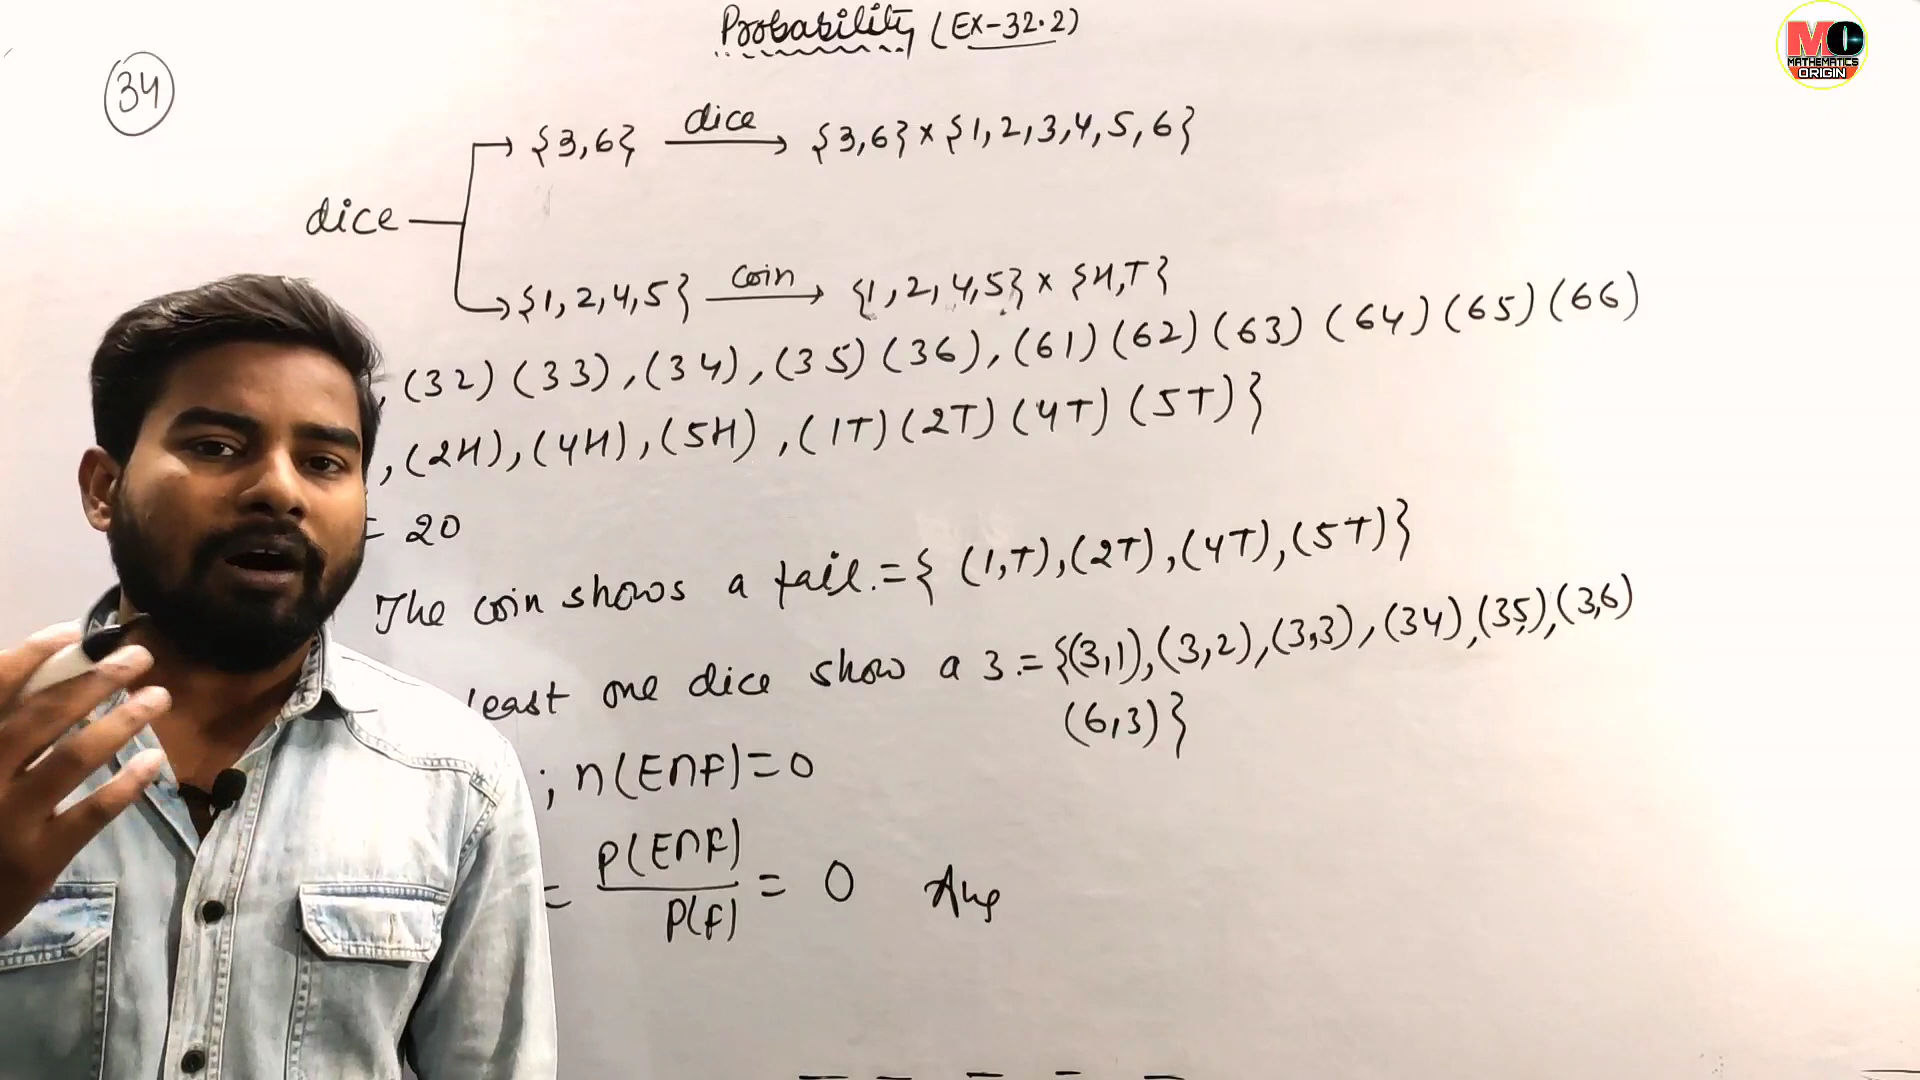 Probability (EX-32.2)
MO
MATHEMATICS
ORIGIN
34
{3,6} dice {3,6} × {1,2,3,4,5,6}
dice
{1,2,4,5} coin {1,2,4,5} × {H,T}
,(32)(33),(34),(35)(36),(61)(62)(63)(64)(65)(66)
,(2H),(4H),(5H),(1T)(2T)(4T)(5T)}
= 20
The coin shows a tail.={ (1,T),(2T),(4T),(5T)}
least one dice show a 3.={(3,1),(3,2),(3,3),(34),(35),(3,6)
(6,3)}
; n(E∩F)=0
= P(E∩F)/P(F) = 0 Ans